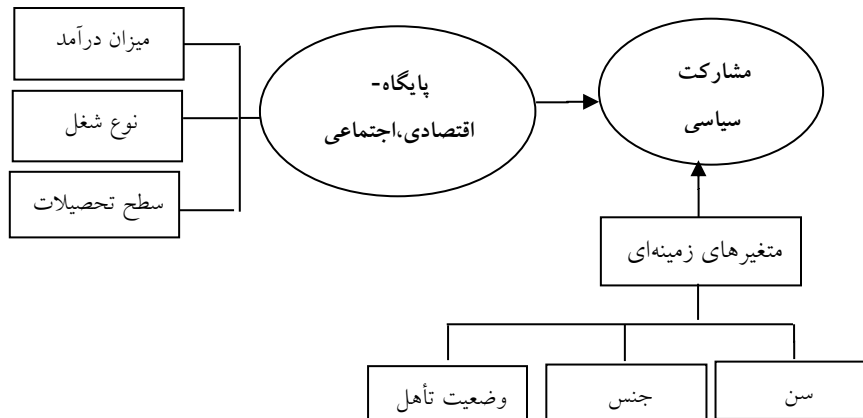 میزان درآمد
نوع شغل
سطح تحصیلات
پایگاه-
اقتصادی،اجتماعی
مشارکت
سیاسی
متغیرهای زمینه‌ای
سن
جنس
وضعیت تأهل